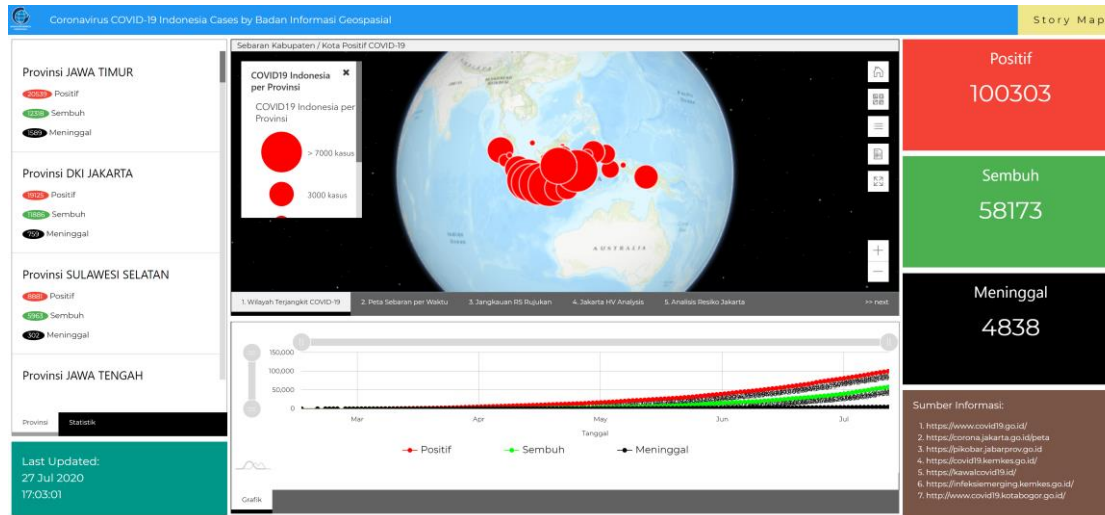 Coronavirus COVID-19 Indonesia Cases by Badan Informasi Geospasial
Story Map
Provinsi JAWA TIMUR
20539 Positif
12318 Sembuh
1589 Meninggal
Provinsi DKI JAKARTA
19125 Positif
11886 Sembuh
759 Meninggal
Provinsi SULAWESI SELATAN
8881 Positif
5963 Sembuh
302 Meninggal
Provinsi JAWA TENGAH
Provinsi
Statistik
Last Updated:
27 Jul 2020
17:03:01
Sebaran Kabupaten / Kota Positif COVID-19
COVID19 Indonesia
per Provinsi
COVID19 Indonesia per
Provinsi
> 7000 kasus
3000 kasus
AUSTRALIA
1. Wilayah Terjangkit COVID-19
2. Peta Sebaran per Waktu
3. Jangkauan RS Rujukan
4. Jakarta HV Analysis
5. Analisis Resiko Jakarta
>> next
150,000
100,000
50,000
0
Mar Apr May Jun Jul
Tanggal
Positif Sembuh Meninggal
Grafik
Positif
100303
Sembuh
58173
Meninggal
4838
Sumber Informasi:
1. https://www.covid19.go.id/
2. https://corona.jakarta.go.id/peta
3. https://pikobar.jabarprov.go.id
4. https://covid19.kemkes.go.id/
5. https://kawalcovid19.id/
6. https://infeksiemerging.kemkes.go.id/
7. http://www.covid19.kotabogor.go.id/